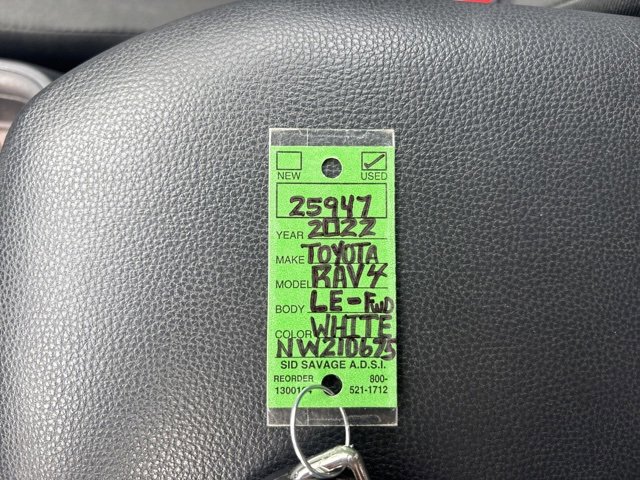 NEW USED
25947
YEAR 2022
MAKE TOYOTA
MODEL RAV4
BODY LE-FWD
COLOR WHITE
NW210675
SID SAVAGE A.D.S.I.
REORDER 800-
521-1712